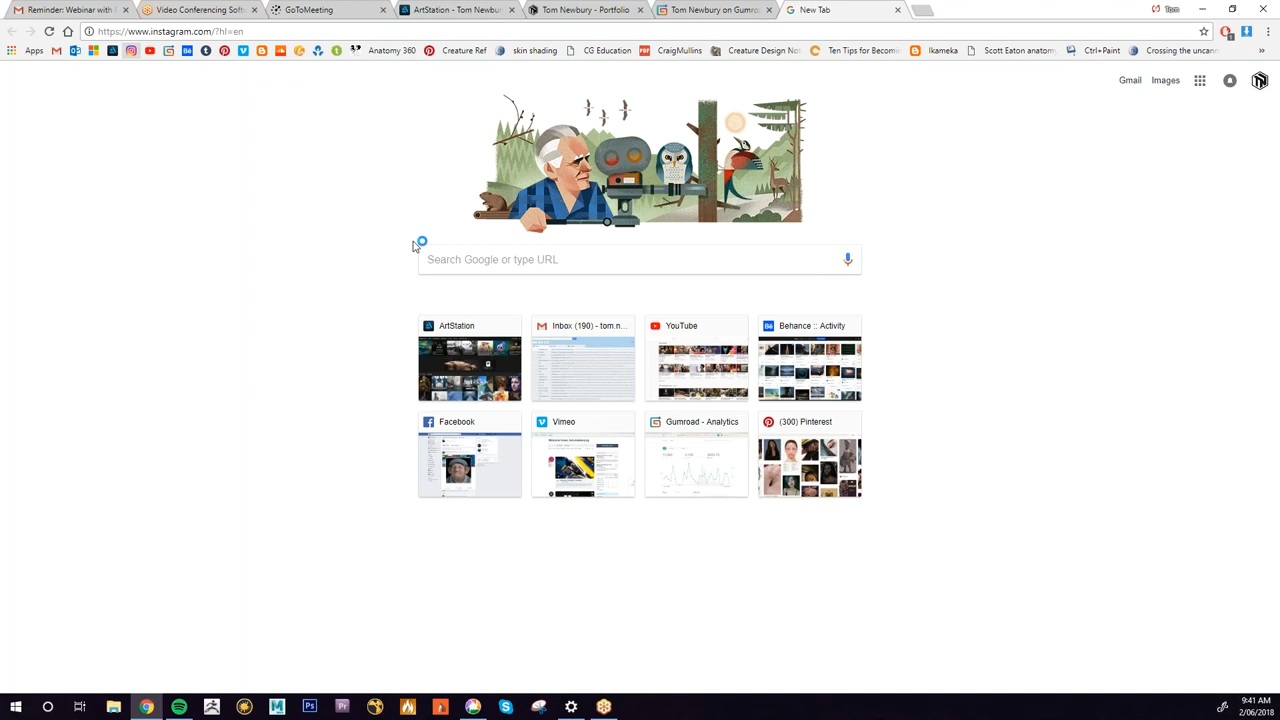 Reminder: Webinar with
Video Conferencing Soft
GoToMeeting
ArtStation - Tom Newbur
Tom Newbury - Portfolio
Tom Newbury on Gumro
New Tab
Tom
https://www.instagram.com/?hl=en
Apps
Anatomy 360
Creature Ref
skin shading
CG Education
CraigMullins
Creature Design
Ten Tips for Becomin
Ikameka
Scott Eaton anatom
Ctrl+Paint
Crossing the uncan
Gmail
Images
Search Google or type URL
ArtStation
Inbox (190) - tom.n...
YouTube
Behance :: Activity
Facebook
Vimeo
Gumroad - Analytics
(300) Pinterest
9:41 AM
2/06/2018